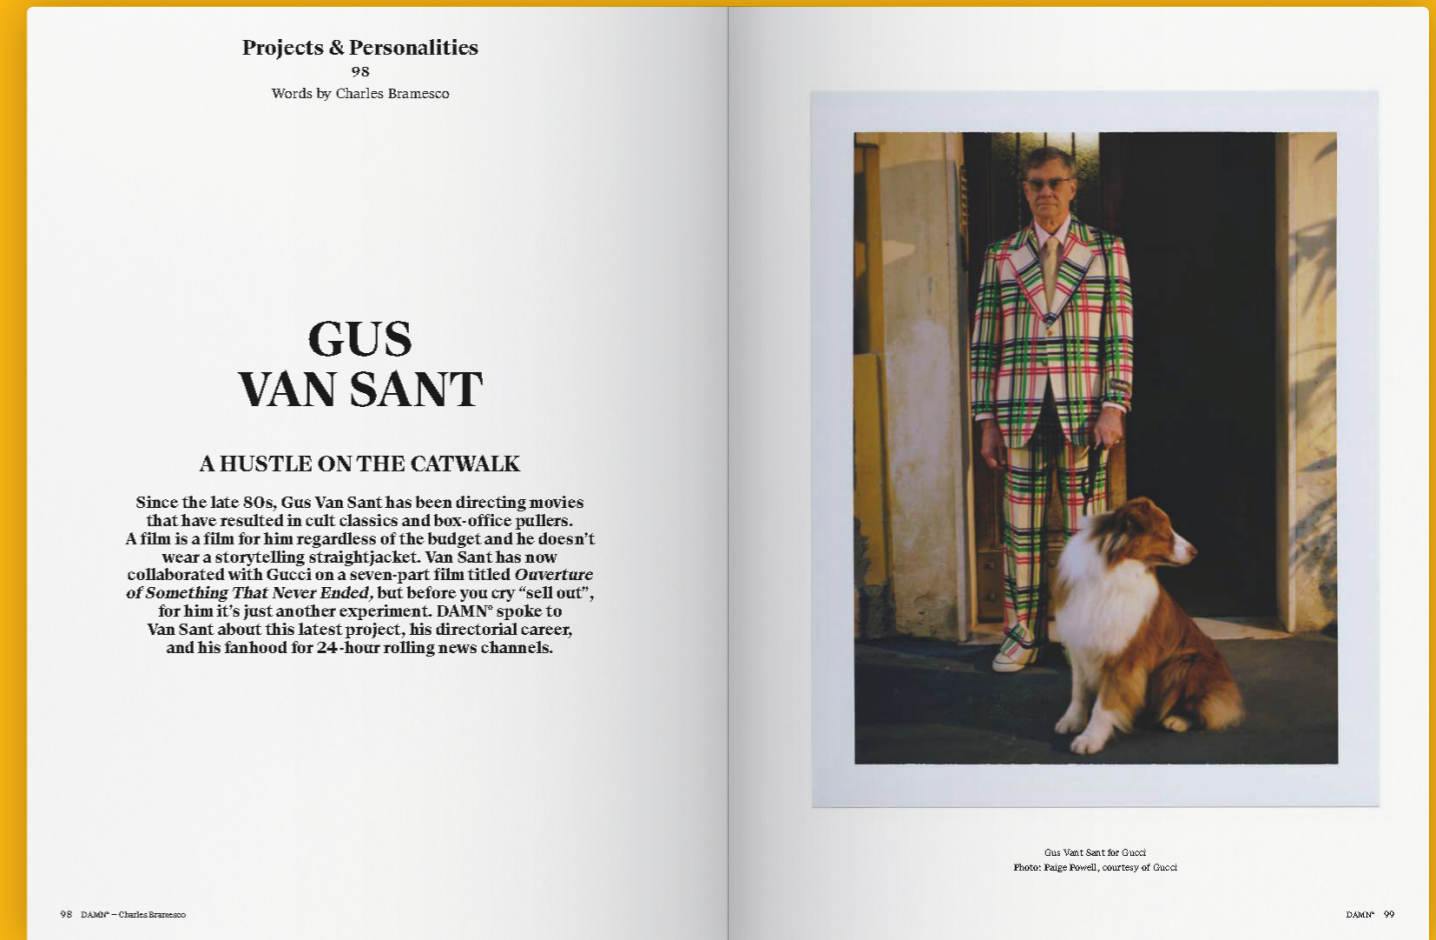 Projects & Personalities
98
Words by Charles Bramesco
GUS
VAN SANT
A HUSTLE ON THE CATWALK
Since the late 80s, Gus Van Sant has been directing movies
that have resulted in cult classics and box-office pullers.
A film is a film for him regardless of the budget and he doesn't
wear a storytelling straightjacket. Van Sant has now
collaborated with Gucci on a seven-part film titled Ouverture
of Something That Never Ended, but before you cry “sell out”,
for him it's just another experiment. DAMN° spoke to
Van Sant about this latest project, his directorial career,
and his fanhood for 24-hour rolling news channels.
98 DAMN° – Charles Bramesco
Gus Vant Sant for Gucci
Photo: Paige Powell, courtesy of Gucci
DAMN° 99